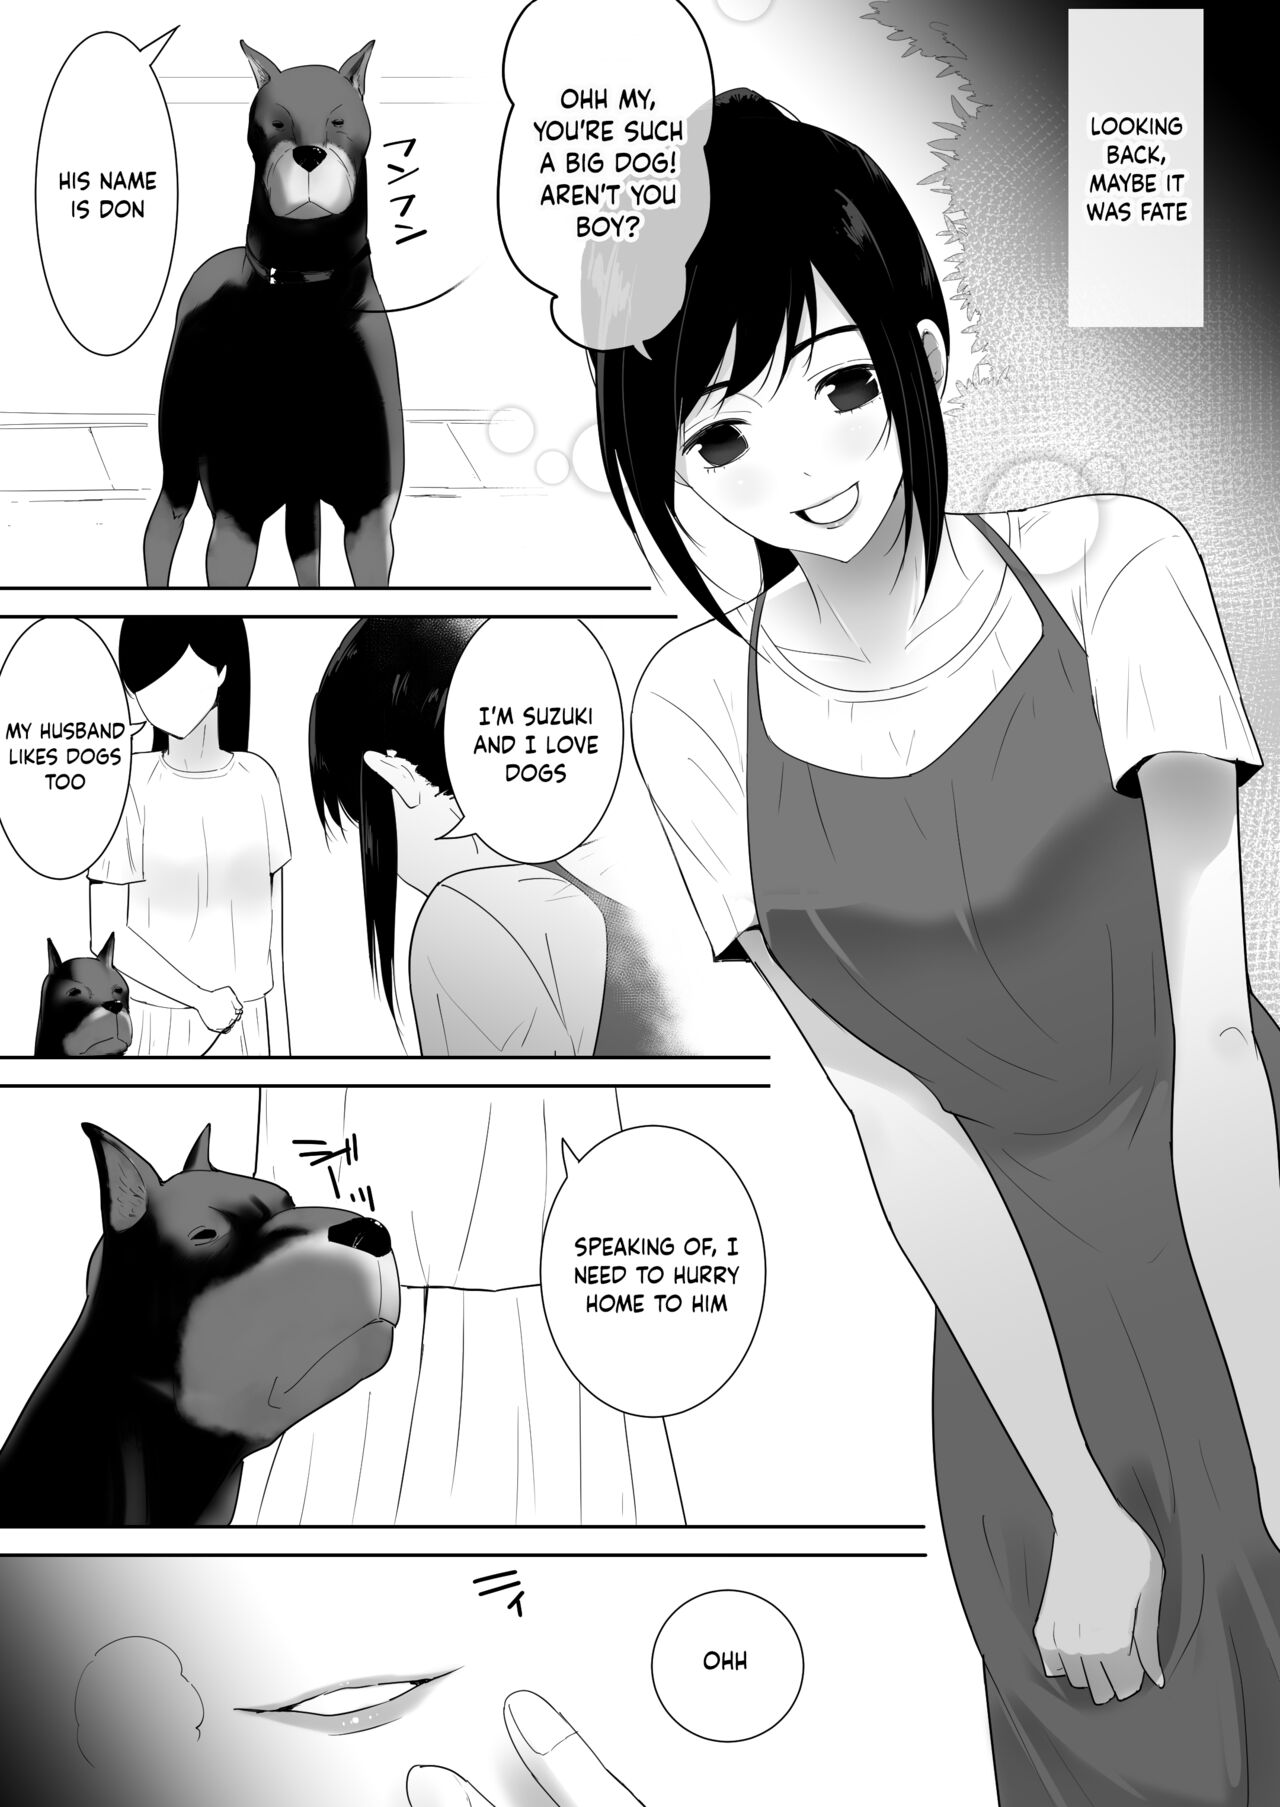 LOOKING
BACK,
MAYBE IT
WAS FATE
OHH MY,
YOU'RE SUCH
A BIG DOG!
AREN'T YOU
BOY?
ハンフンフン
HIS NAME
IS DON
I'M SUZUKI
AND I LOVE
DOGS
MY HUSBAND
LIKES DOGS
TOO
SPEAKING OF, I
NEED TO HURRY
HOME TO HIM
OHH